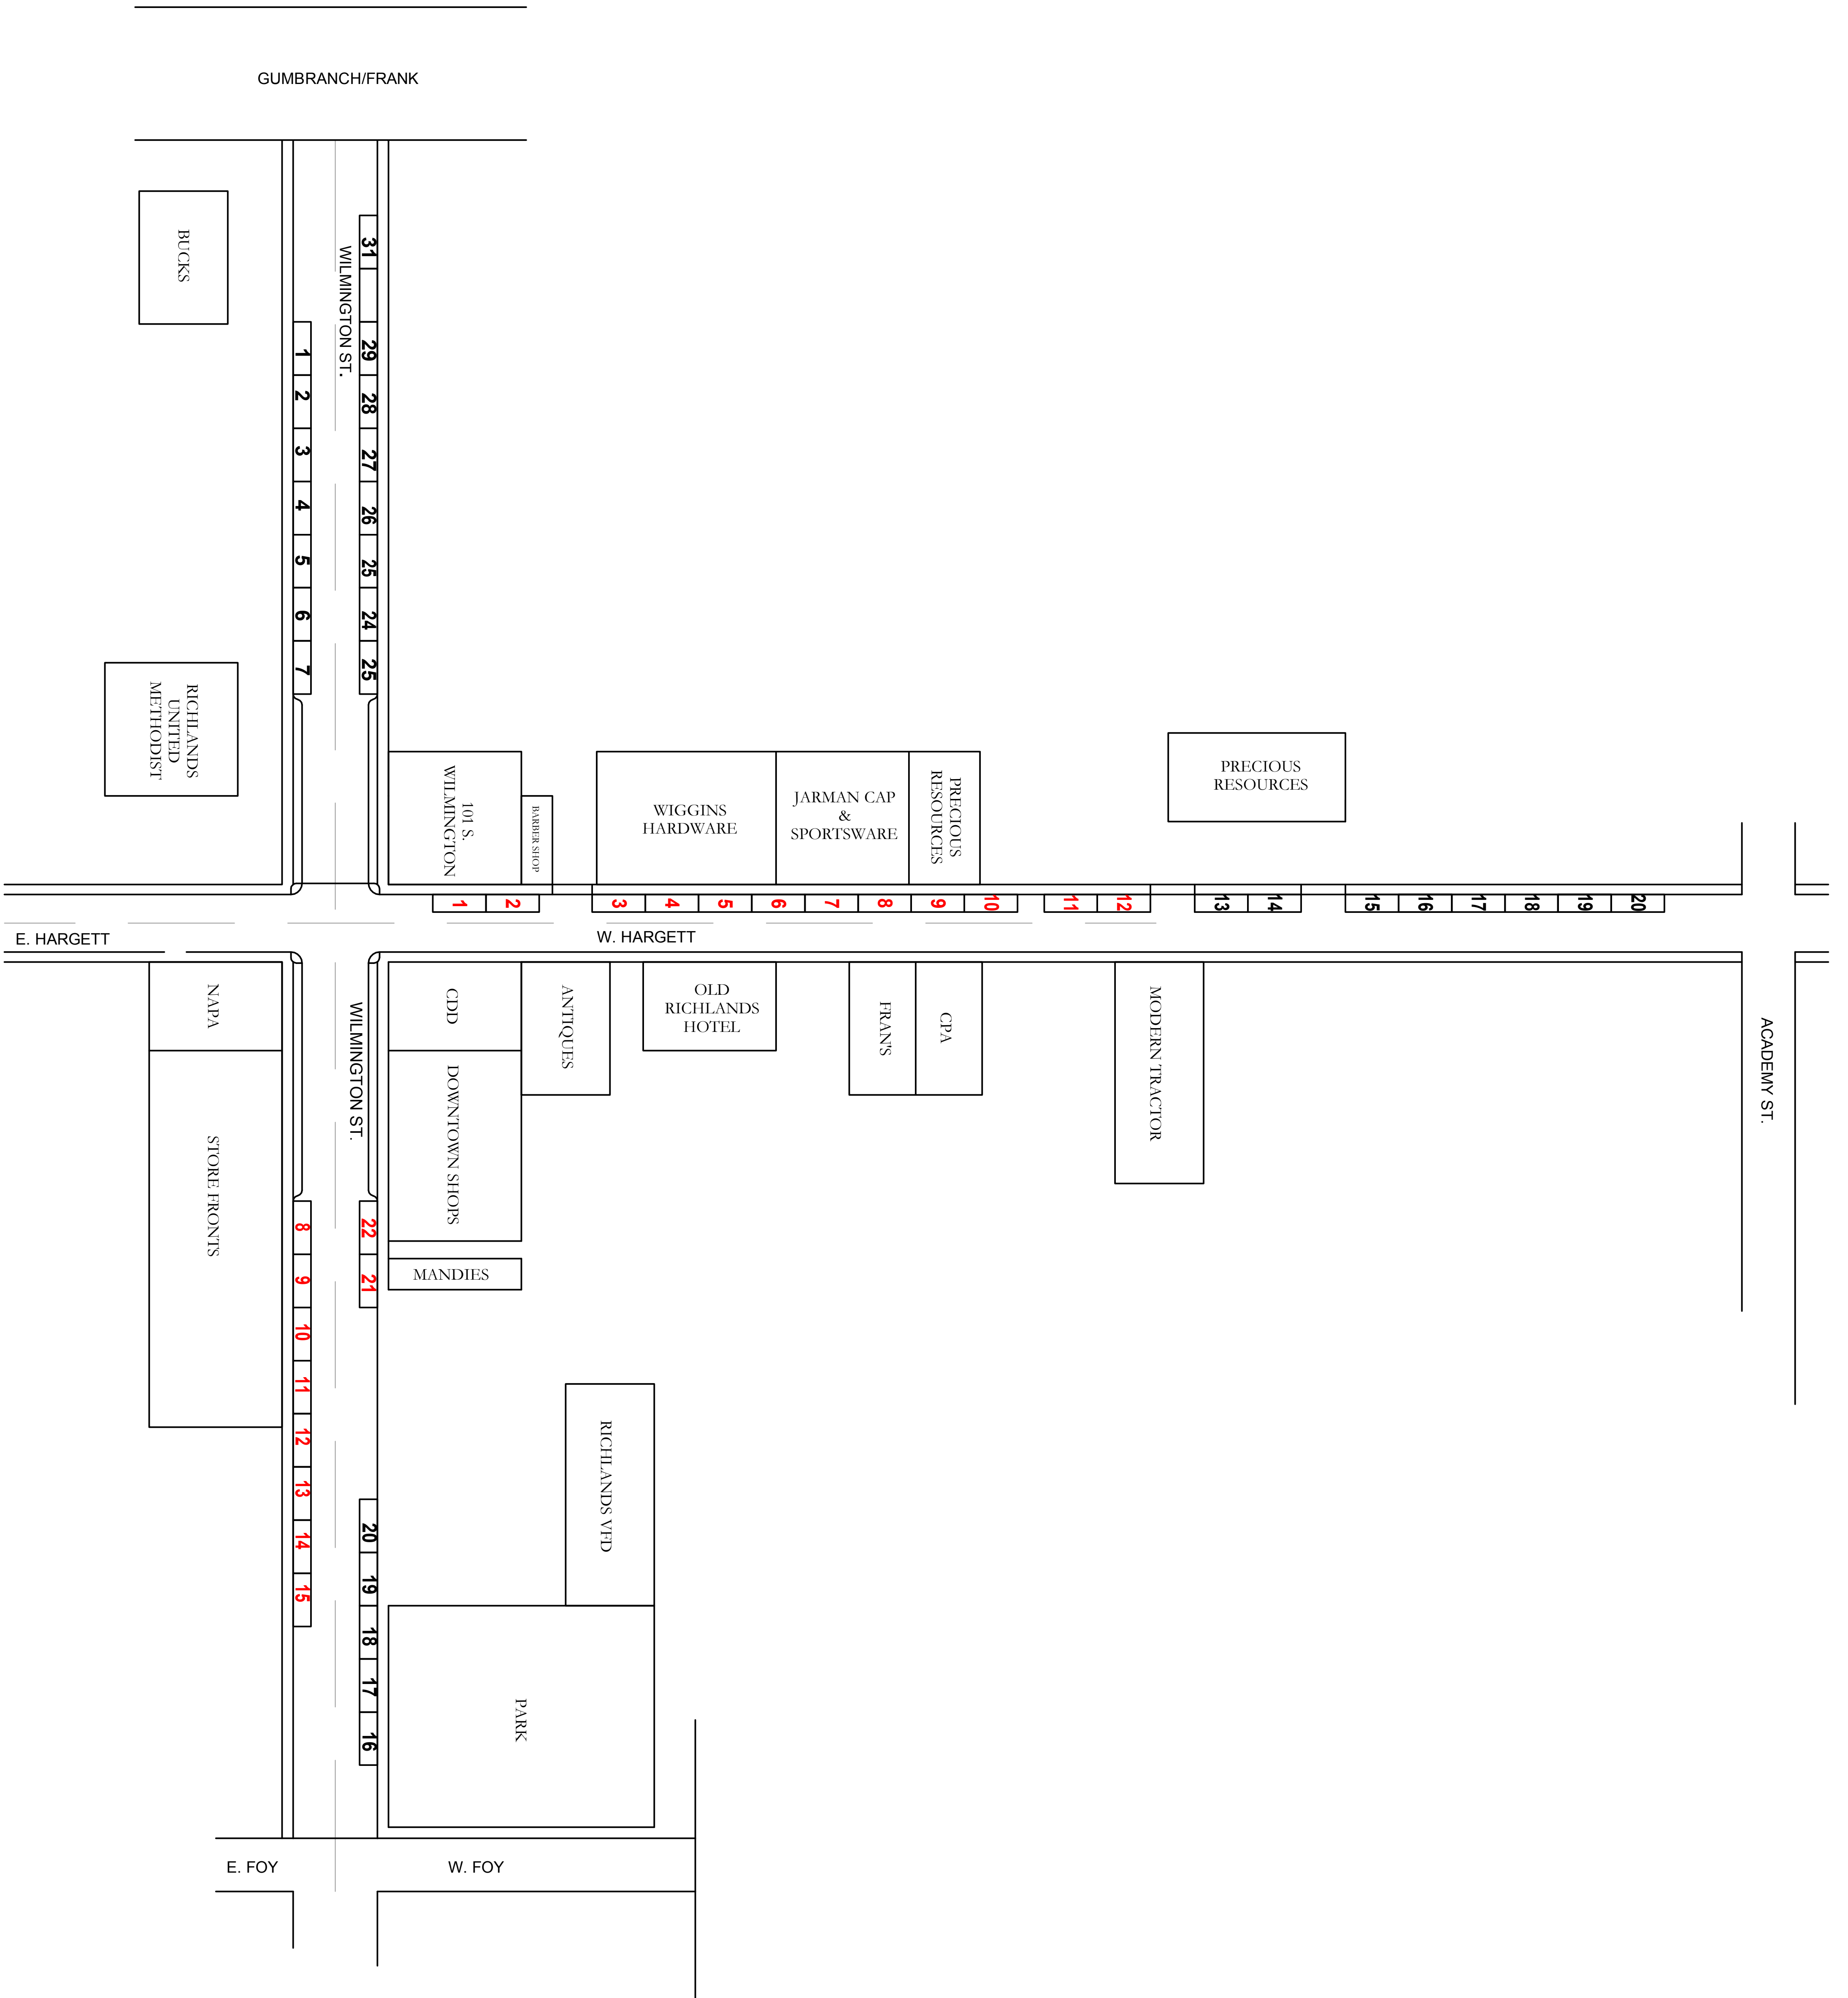 GUMBRANCH/FRANK
BUCKS
WILMINGTON ST.
31
29
28
27
26
25
24
25
1
2
3
4
5
6
7
RICHLANDS
UNITED
METHODIST
101 S.
WILMINGTON
BARBER SHOP
WIGGINS
HARDWARE
JARMAN CAP
&
SPORTSWARE
PRECIOUS
RESOURCES
PRECIOUS
RESOURCES
1
2
3
4
5
6
7
8
9
10
11
12
13
14
15
16
17
18
19
20
E. HARGETT
W. HARGETT
NAPA
STORE FRONTS
WILMINGTON ST.
CDD
DOWNTOWN SHOPS
MANDIES
ANTIQUES
OLD
RICHLANDS
HOTEL
FRAN'S
CPA
MODERN TRACTOR
ACADEMY ST.
8
9
10
11
12
13
14
15
22
21
20
19
18
17
16
RICHLANDS VFD
PARK
E. FOY
W. FOY